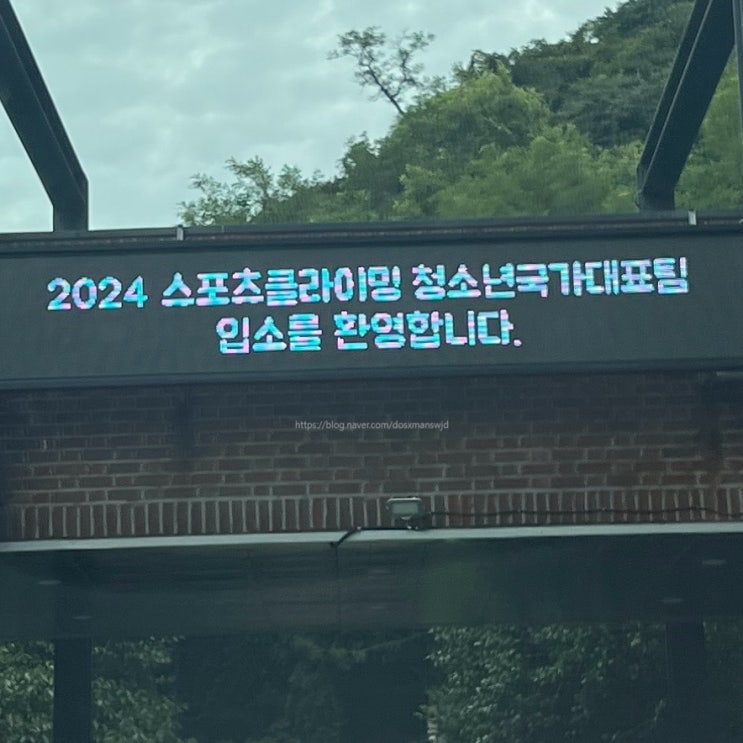 2024 스포츠클라이밍 청소년국가대표팀
입소를 환영합니다.
https://blog.naver.com/dosxmanswjd